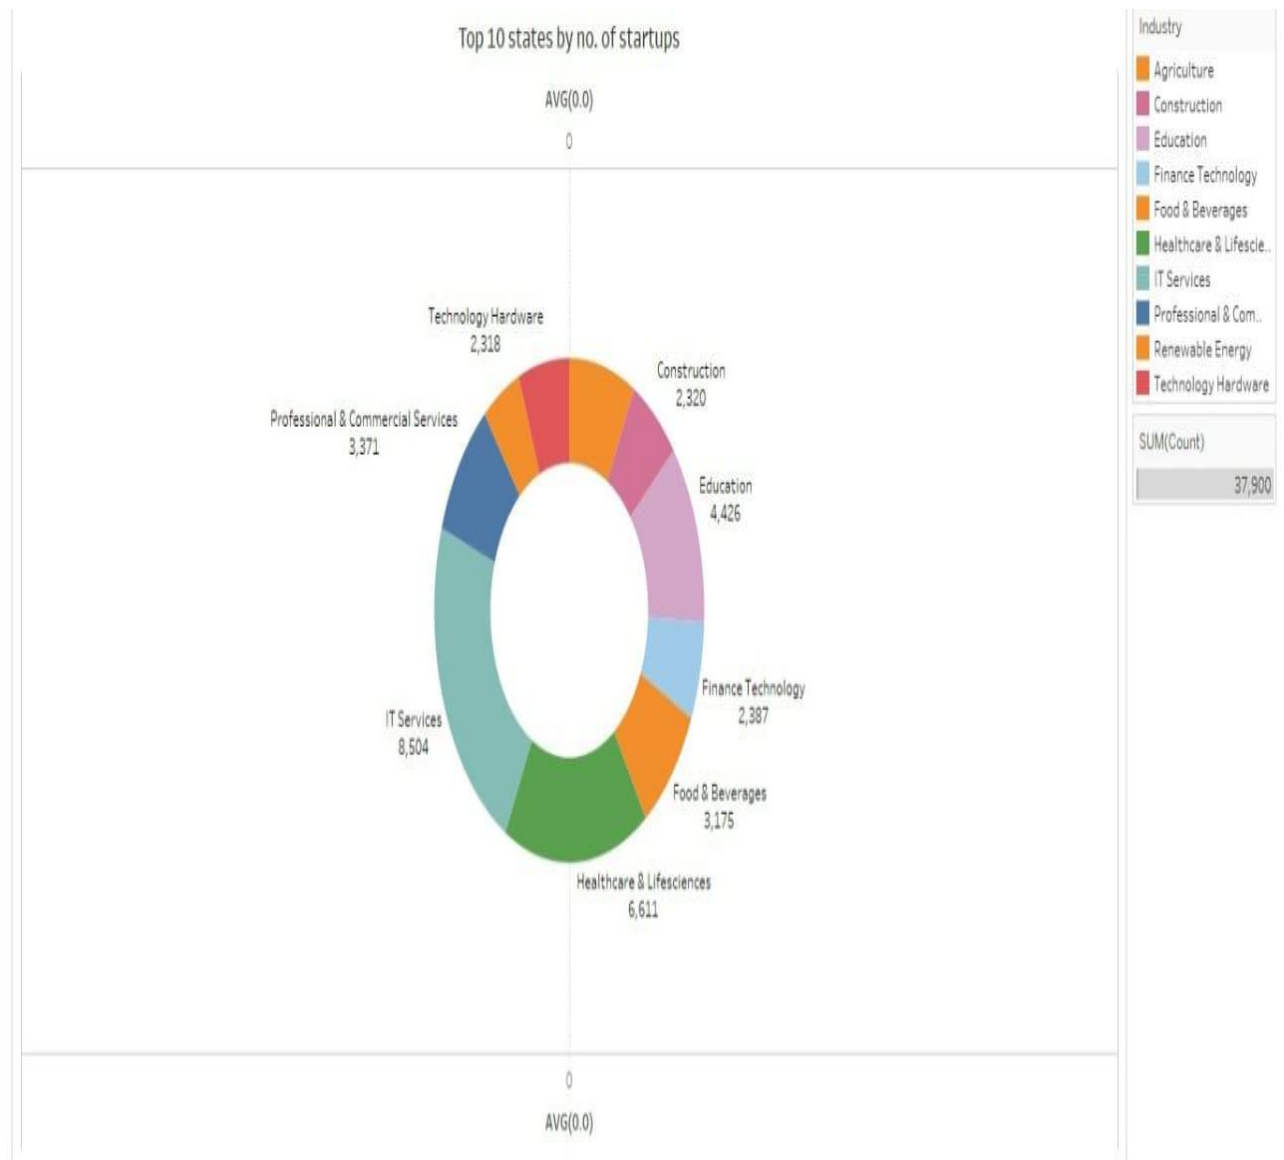 Top 10 states by no. of startups
AVG(0.0)
0
Technology Hardware
2,318
Construction
2,320
Professional & Commercial Services
3,371
Education
4,426
Finance Technology
2,387
IT Services
8,504
Food & Beverages
3,175
Healthcare & Lifesciences
6,611
0
AVG(0.0)
Industry
Agriculture
Construction
Education
Finance Technology
Food & Beverages
Healthcare & Lifescie..
IT Services
Professional & Com..
Renewable Energy
Technology Hardware
SUM(Count)
37,900